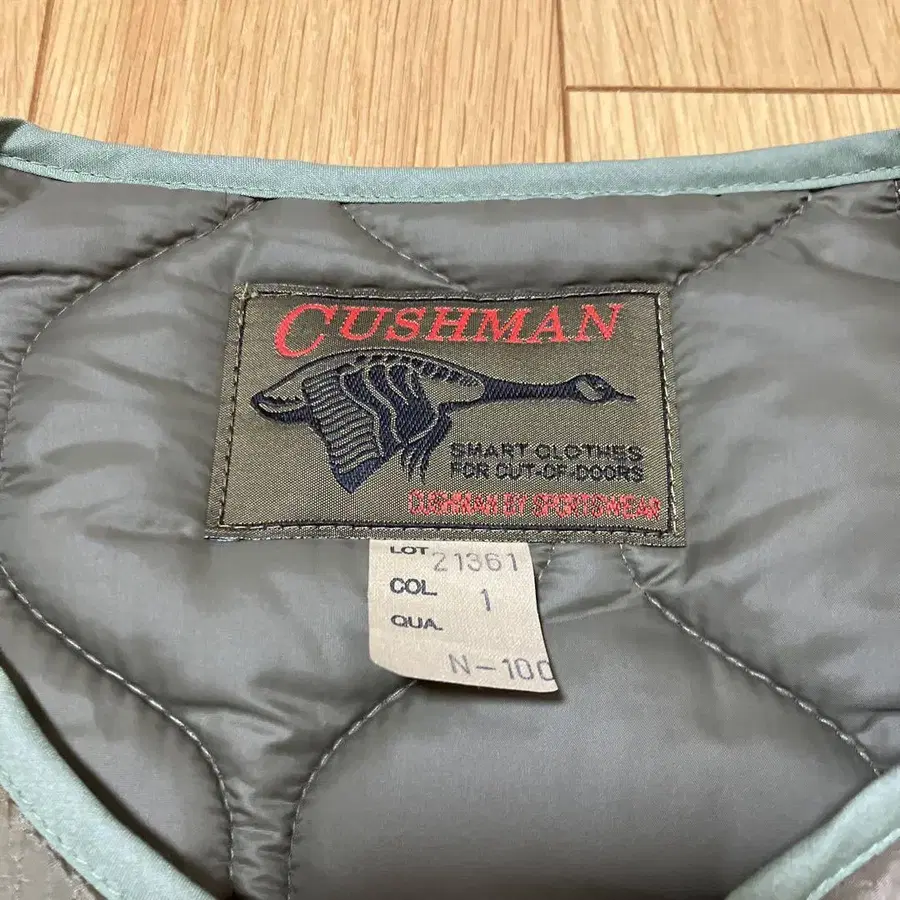 CUSHMAN
SMART CLOTHES
FOR OUT-OF-DOORS
CUSHMAN BY SPORTSWEAR
LOT 21361
COL. 1
QUA.
N-100